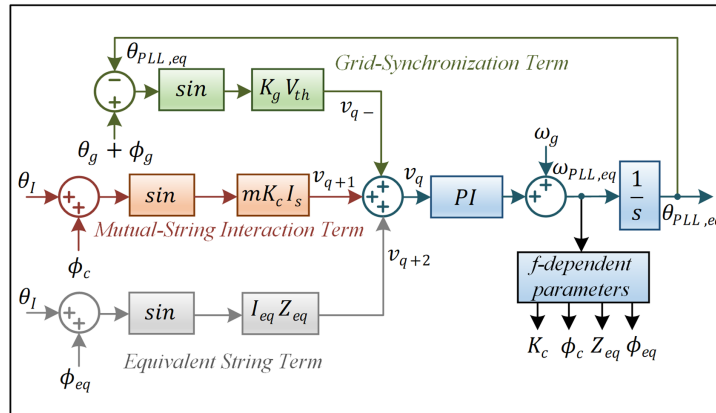 θ_{PLL,eq}
Grid-Synchronization Term
−
+
sin
K_g V_{th}
v_{q−}
θ_g + ϕ_g
ω_g
θ_I
+
+
sin
mK_c I_s
v_{q+1}
+
+
+
v_q
PI
+
+
ω_{PLL,eq}
1/s
θ_{PLL,eq}
Mutual-String Interaction Term
ϕ_c
v_{q+2}
f-dependent
parameters
θ_I
+
+
sin
I_{eq} Z_{eq}
K_c ϕ_c Z_{eq} ϕ_{eq}
Equivalent String Term
ϕ_{eq}